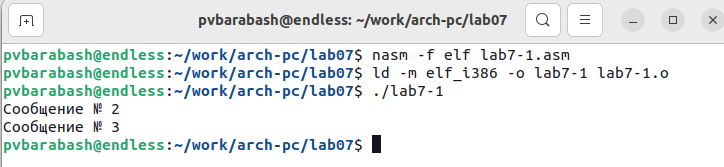 pvbarabash@endless: ~/work/arch-pc/lab07
pvbarabash@endless:~/work/arch-pc/lab07$ nasm -f elf lab7-1.asm
pvbarabash@endless:~/work/arch-pc/lab07$ ld -m elf_i386 -o lab7-1 lab7-1.o
pvbarabash@endless:~/work/arch-pc/lab07$ ./lab7-1
Сообщение № 2
Сообщение № 3
pvbarabash@endless:~/work/arch-pc/lab07$